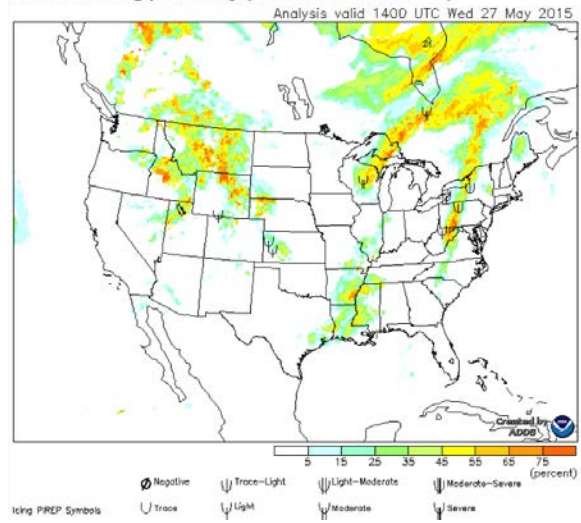 Analysis valid 1400 UTC Wed 27 May 2015
Created by
ADDS
5 15 25 35 45 55 65 75
(percent)
Negative Trace-Light Light-Moderate Moderate-Severe
Icing PIREP Symbols Trace Light Moderate Severe